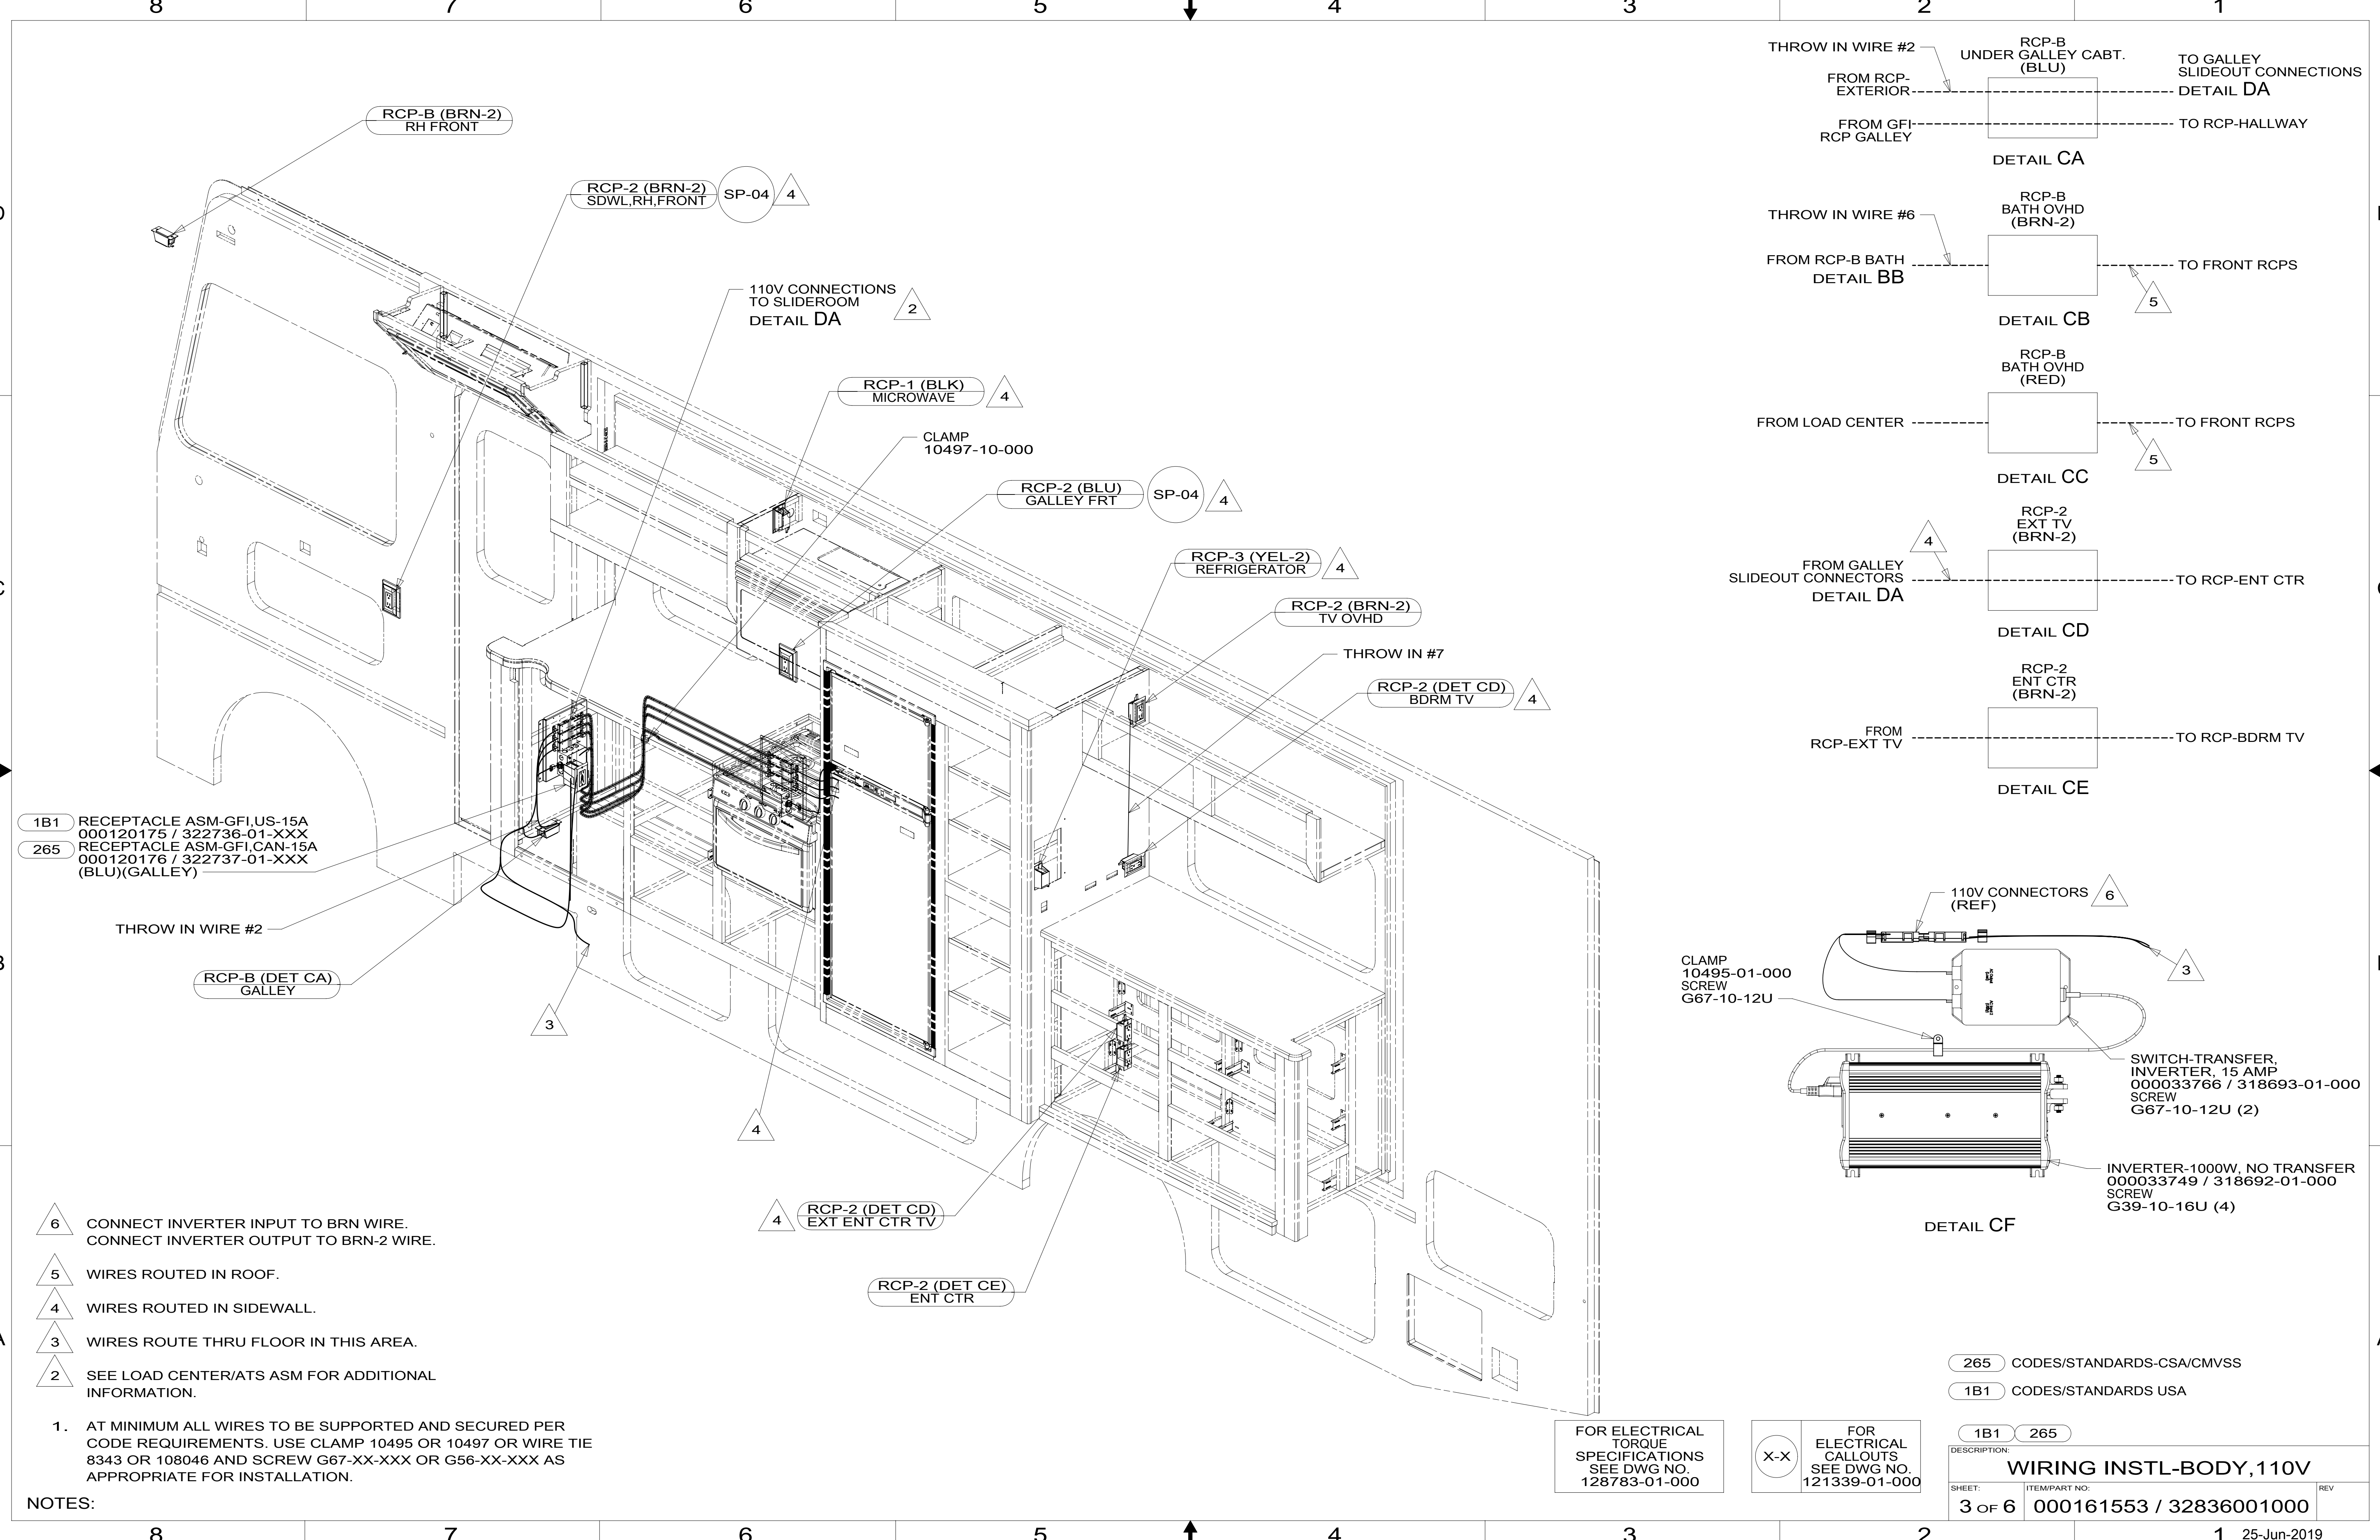 8 7 6 5 4 3 2 1
RCP-B (BRN-2)
RH FRONT
RCP-2 (BRN-2)
SDWL,RH,FRONT
SP-04
4
110V CONNECTIONS
TO SLIDEROOM
DETAIL DA
2
RCP-1 (BLK)
MICROWAVE
4
CLAMP
10497-10-000
RCP-2 (BLU)
GALLEY FRT
SP-04
4
RCP-3 (YEL-2)
REFRIGERATOR
4
RCP-2 (BRN-2)
TV OVHD
THROW IN #7
RCP-2 (DET CD)
BDRM TV
4
1B1 RECEPTACLE ASM-GFI,US-15A
000120175 / 322736-01-XXX
265 RECEPTACLE ASM-GFI,CAN-15A
000120176 / 322737-01-XXX
(BLU)(GALLEY)
THROW IN WIRE #2
RCP-B (DET CA)
GALLEY
3
4
4
RCP-2 (DET CD)
EXT ENT CTR TV
RCP-2 (DET CE)
ENT CTR
THROW IN WIRE #2
RCP-B
UNDER GALLEY CABT.
(BLU)
FROM RCP-
EXTERIOR
TO GALLEY
SLIDEOUT CONNECTIONS
DETAIL DA
FROM GFI
RCP GALLEY
TO RCP-HALLWAY
DETAIL CA
THROW IN WIRE #6
RCP-B
BATH OVHD
(BRN-2)
FROM RCP-B BATH
DETAIL BB
TO FRONT RCPS
5
DETAIL CB
RCP-B
BATH OVHD
(RED)
FROM LOAD CENTER
TO FRONT RCPS
5
DETAIL CC
RCP-2
EXT TV
(BRN-2)
4
FROM GALLEY
SLIDEOUT CONNECTORS
DETAIL DA
TO RCP-ENT CTR
DETAIL CD
RCP-2
ENT CTR
(BRN-2)
FROM
RCP-EXT TV
TO RCP-BDRM TV
DETAIL CE
110V CONNECTORS
(REF)
6
3
CLAMP
10495-01-000
SCREW
G67-10-12U
SWITCH-TRANSFER,
INVERTER, 15 AMP
000033766 / 318693-01-000
SCREW
G67-10-12U (2)
INVERTER-1000W, NO TRANSFER
000033749 / 318692-01-000
SCREW
G39-10-16U (4)
DETAIL CF
6 CONNECT INVERTER INPUT TO BRN WIRE.
CONNECT INVERTER OUTPUT TO BRN-2 WIRE.
5 WIRES ROUTED IN ROOF.
4 WIRES ROUTED IN SIDEWALL.
3 WIRES ROUTE THRU FLOOR IN THIS AREA.
2 SEE LOAD CENTER/ATS ASM FOR ADDITIONAL
INFORMATION.
1. AT MINIMUM ALL WIRES TO BE SUPPORTED AND SECURED PER
CODE REQUIREMENTS. USE CLAMP 10495 OR 10497 OR WIRE TIE
8343 OR 108046 AND SCREW G67-XX-XXX OR G56-XX-XXX AS
APPROPRIATE FOR INSTALLATION.
NOTES:
FOR ELECTRICAL
TORQUE
SPECIFICATIONS
SEE DWG NO.
128783-01-000
X-X
FOR
ELECTRICAL
CALLOUTS
SEE DWG NO.
121339-01-000
265 CODES/STANDARDS-CSA/CMVSS
1B1 CODES/STANDARDS USA
1B1 265
DESCRIPTION:
WIRING INSTL-BODY,110V
SHEET: ITEM/PART NO: REV
3 OF 6 000161553 / 32836001000
8 7 6 5 4 3 2 1
25-Jun-2019